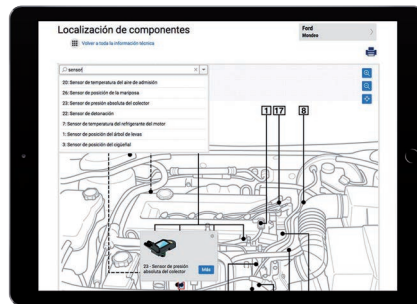 Localización de componentes
Ford
Mondeo
Volver a toda la información técnica
sensor
20: Sensor de temperatura del aire de admisión
26: Sensor de posición de la mariposa
23: Sensor de presión absoluta del colector
22: Sensor de detonación
7: Sensor de temperatura del refrigerante del motor
1: Sensor de posición del árbol de levas
3: Sensor de posición del cigüeñal
1 17 8
23 - Sensor de presión
absoluta del colector
Más